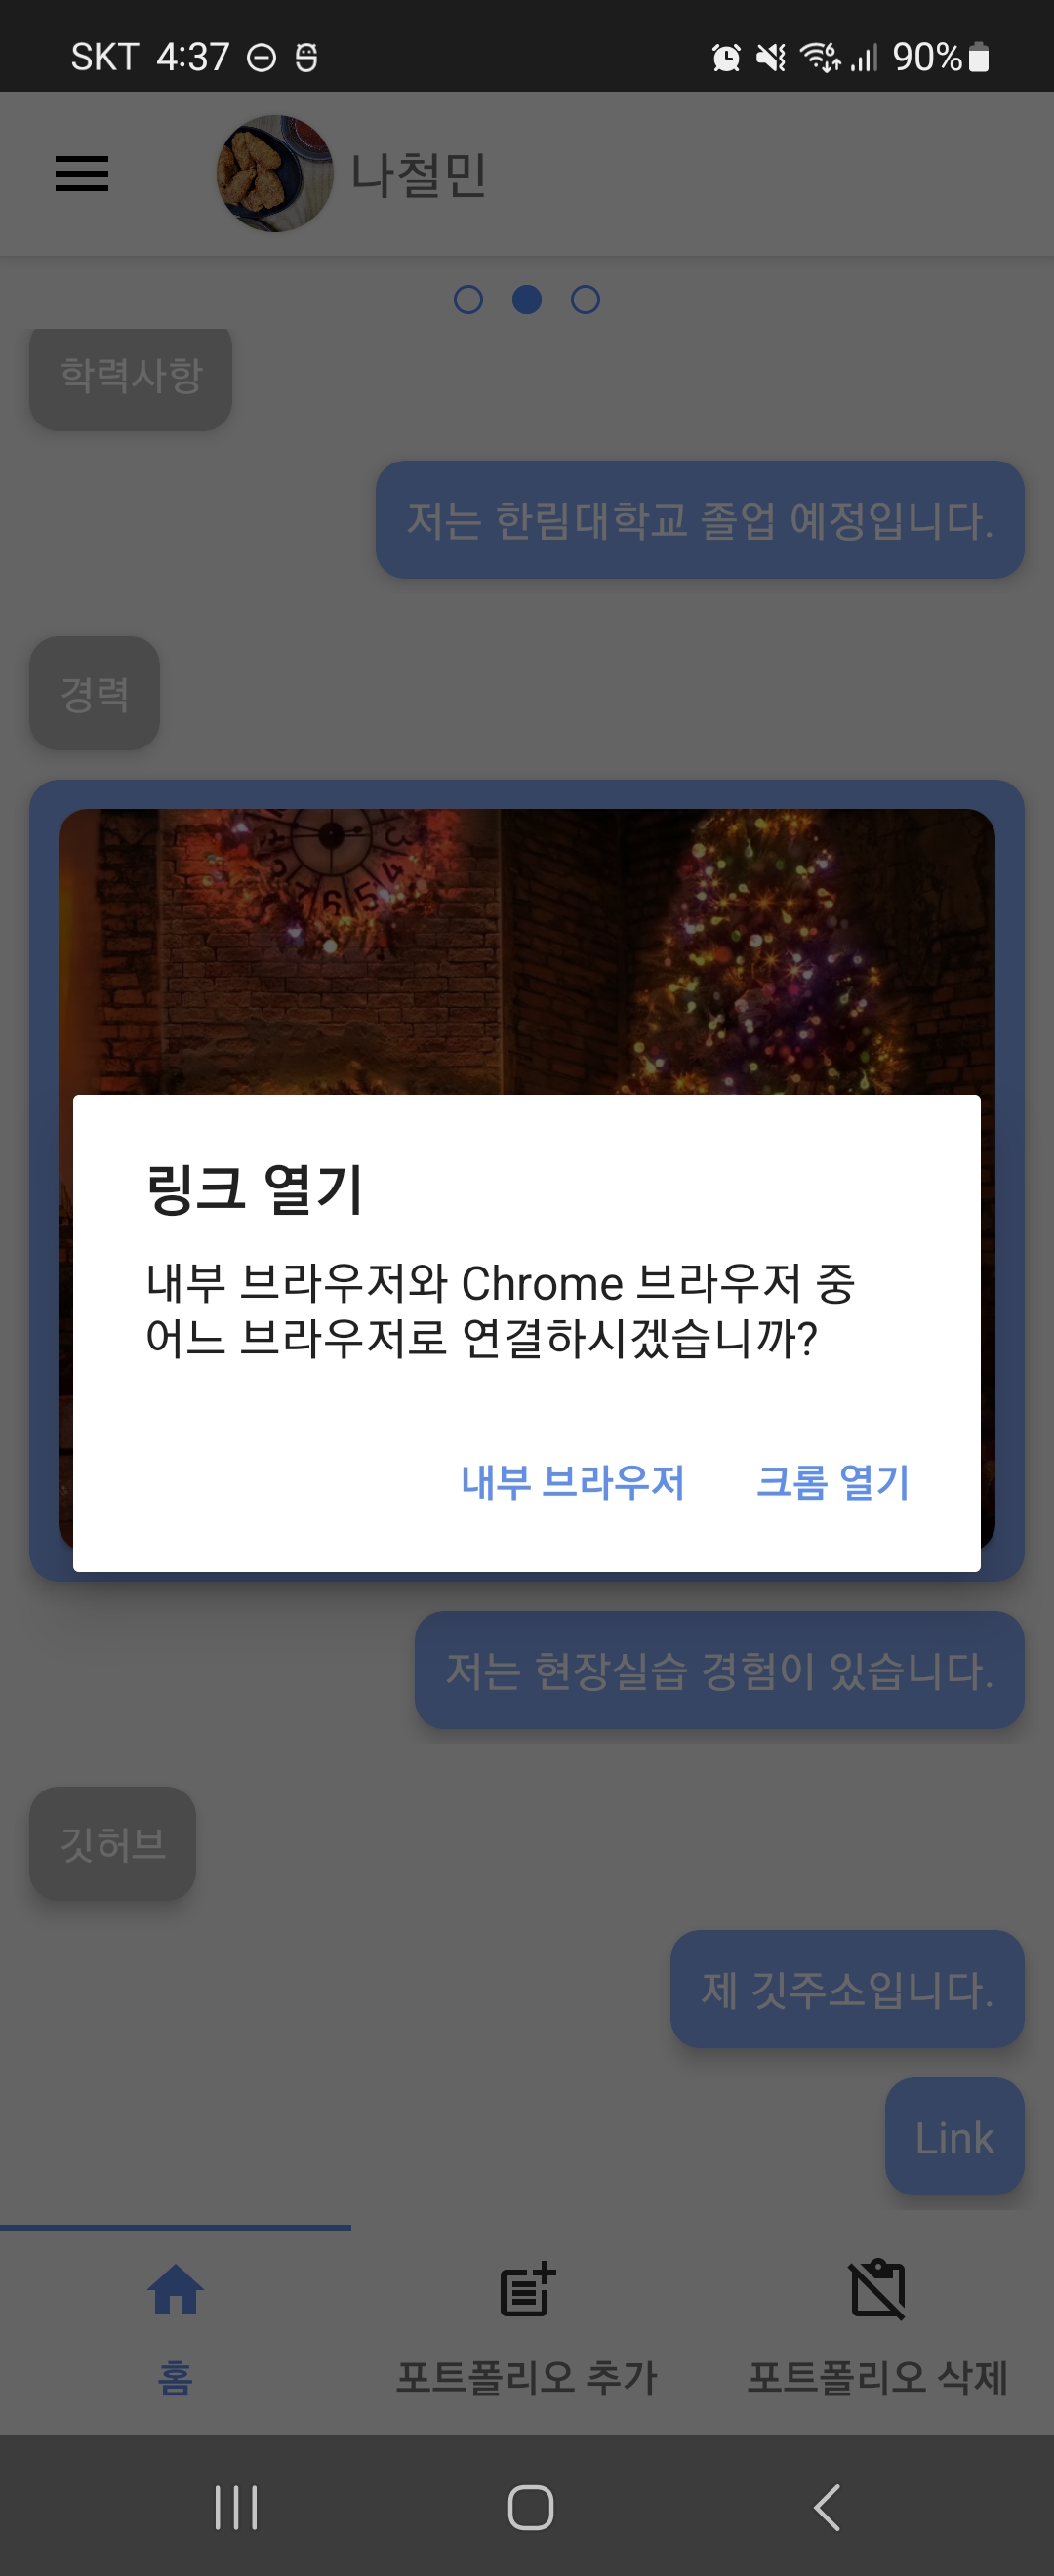 SKT 4:37
90%
나철민
학력사항
저는 한림대학교 졸업 예정입니다.
경력
링크 열기
내부 브라우저와 Chrome 브라우저 중
어느 브라우저로 연결하시겠습니까?
내부 브라우저 크롬 열기
저는 현장실습 경험이 있습니다.
깃허브
제 깃주소입니다.
Link
홈 포트폴리오 추가 포트폴리오 삭제